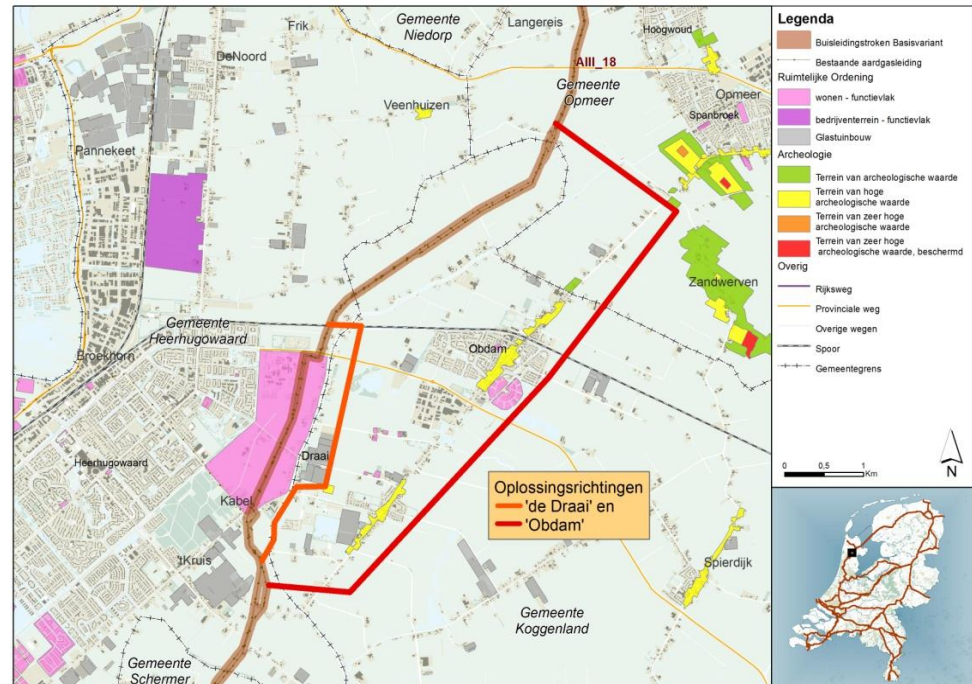 Gemeente
Niedorp
Langereis
Frik
DeNoord
Hoogwoud
AIII_18
Gemeente
Opmeer
Opmeer
Spanbroek
Veenhuizen
Pannekeet
Zandwerven
Gemeente
Heerhugowaard
Broekhorn
Obdam
Heerhugowaard
Draai
Kabel
'tKruis
Oplossingsrichtingen
'de Draai' en
'Obdam'
Spierdijk
Gemeente
Koggenland
Gemeente
Schermer
Legenda
Buisleidingstroken Basisvariant
Bestaande aardgasleiding
Ruimtelijke Ordening
wonen - functievlak
bedrijventerrein - functievlak
Glastuinbouw
Archeologie
Terrein van archeologische waarde
Terrein van hoge
archeologische waarde
Terrein van zeer hoge
archeologische waarde
Terrein van zeer hoge
archeologische waarde, beschermd
Overig
Rijksweg
Provinciale weg
Overige wegen
Spoor
Gemeentegrens
0 0,5 1
Km
N